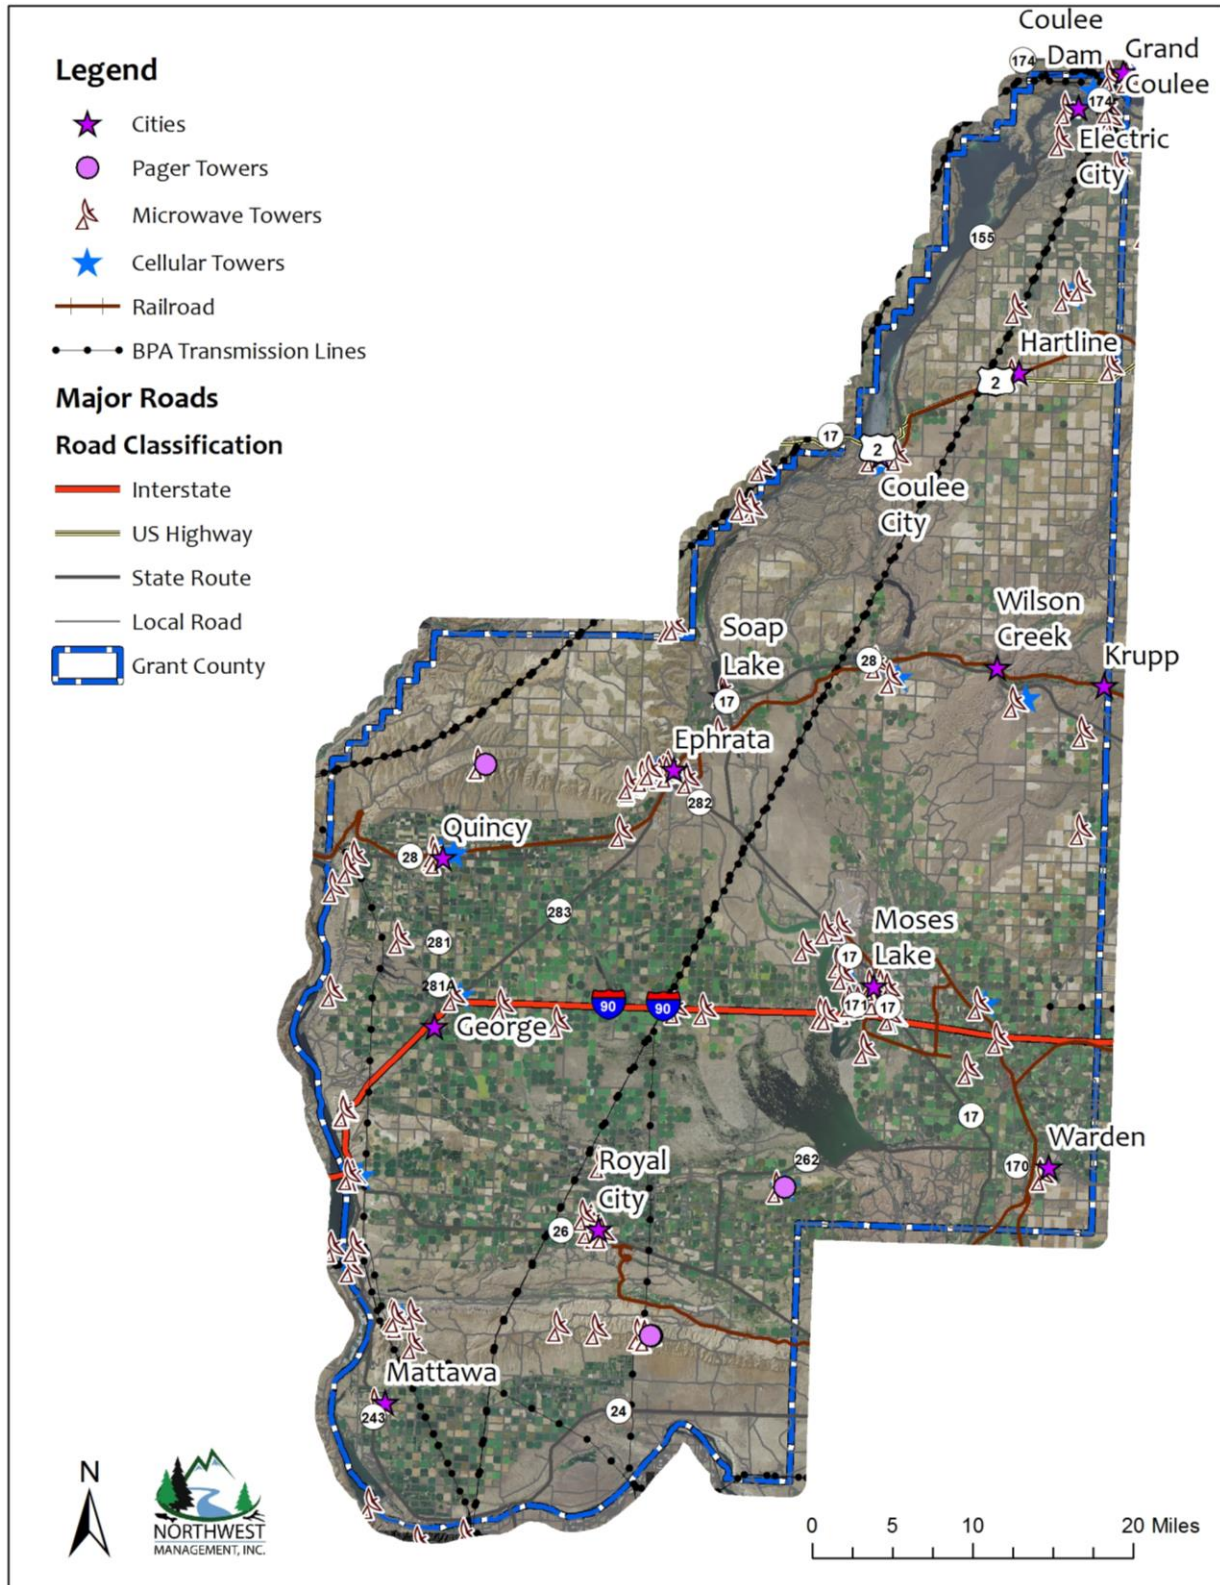 Legend
Cities
Pager Towers
Microwave Towers
Cellular Towers
Railroad
BPA Transmission Lines
Major Roads
Road Classification
Interstate
US Highway
State Route
Local Road
Grant County
Coulee
Dam
Grand
Coulee
174
174
Electric
City
155
Hartline
2
17
2
Coulee
City
Wilson
Creek
Krupp
Soap
Lake
28
17
Ephrata
282
Quincy
28
283
281
Moses
Lake
17
281A
90
90
171
17
George
17
Warden
170
262
Royal
City
26
Mattawa
243
24
N
NORTHWEST
MANAGEMENT, INC.
0 5 10 20 Miles